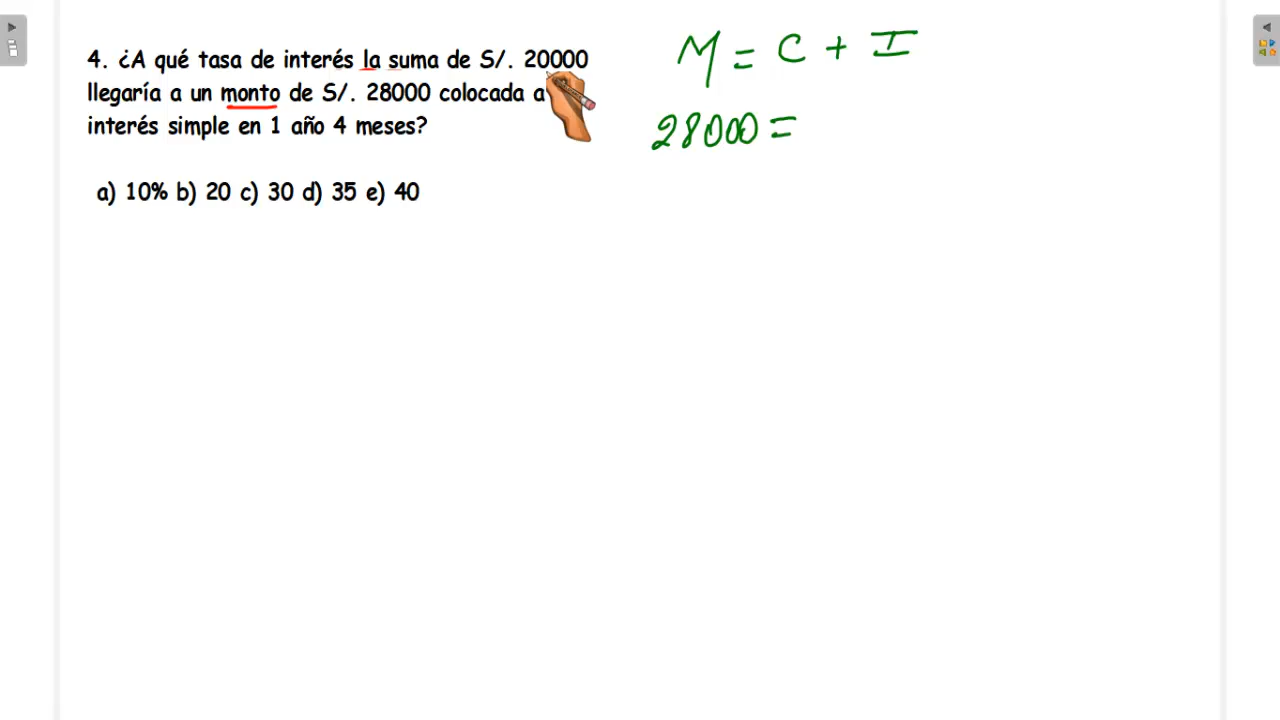 4. ¿A qué tasa de interés la suma de S/. 20000
llegaría a un monto de S/. 28000 colocada a
interés simple en 1 año 4 meses?
a) 10% b) 20 c) 30 d) 35 e) 40
M = C + I
28000 =